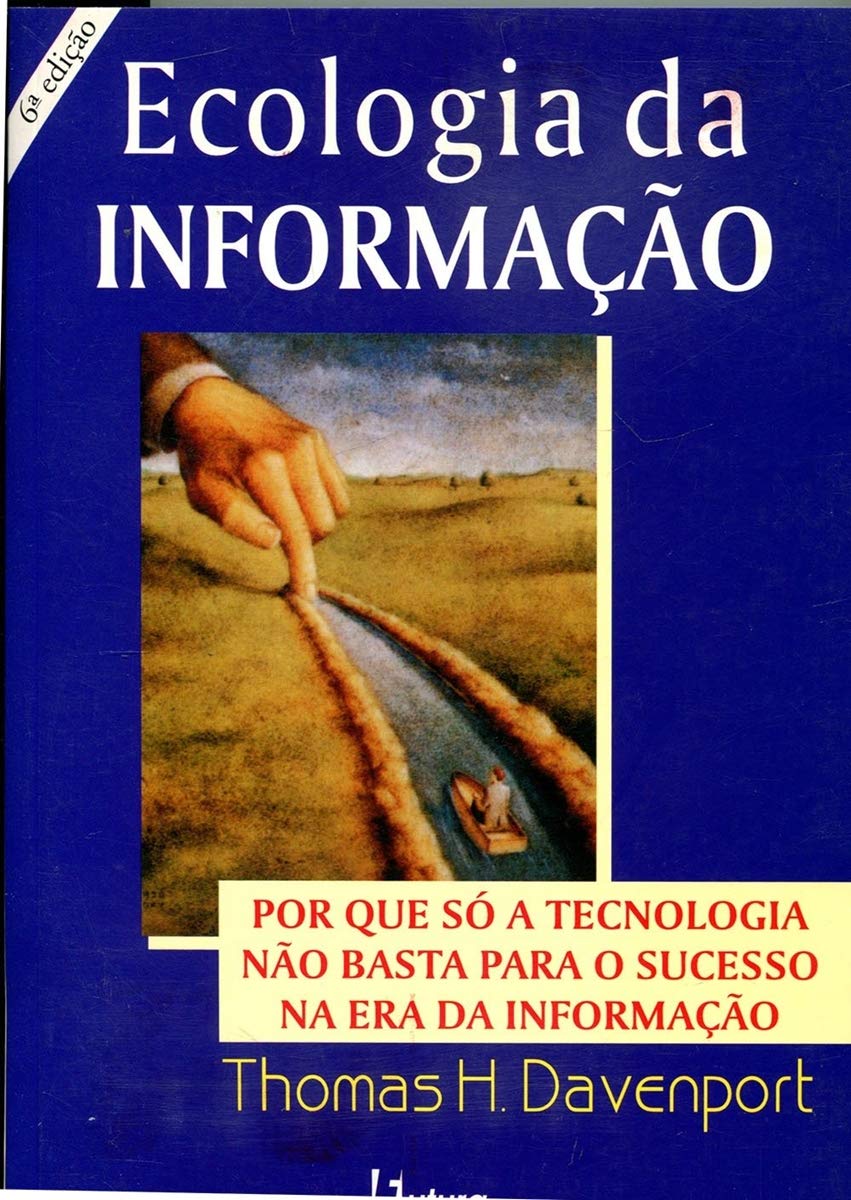 6ª edição
Ecologia da
INFORMAÇÃO
POR QUE SÓ A TECNOLOGIA
NÃO BASTA PARA O SUCESSO
NA ERA DA INFORMAÇÃO
Thomas H. Davenport
Futura